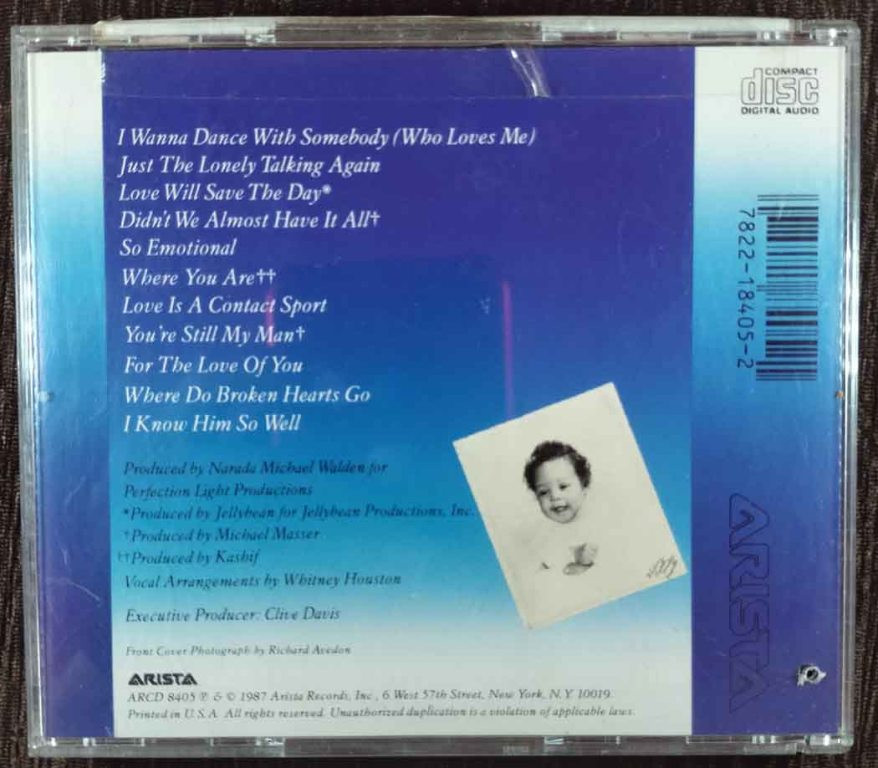 COMPACT
disc
DIGITAL AUDIO
I Wanna Dance With Somebody (Who Loves Me)
Just The Lonely Talking Again
Love Will Save The Day*
Didn't We Almost Have It All†
So Emotional
Where You Are††
Love Is A Contact Sport
You're Still My Man†
For The Love Of You
Where Do Broken Hearts Go
I Know Him So Well
Produced by Narada Michael Walden for
Perfection Light Productions
*Produced by Jellybean for Jellybean Productions, Inc.
†Produced by Michael Masser
††Produced by Kashif
Vocal Arrangements by Whitney Houston
Executive Producer: Clive Davis
Front Cover Photograph by Richard Avedon
ARISTA
ARCD 8405 ℗ & © 1987 Arista Records, Inc., 6 West 57th Street, New York, N.Y. 10019.
Printed in U.S.A. All rights reserved. Unauthorized duplication is a violation of applicable laws.
7822-18405-2
ARISTA